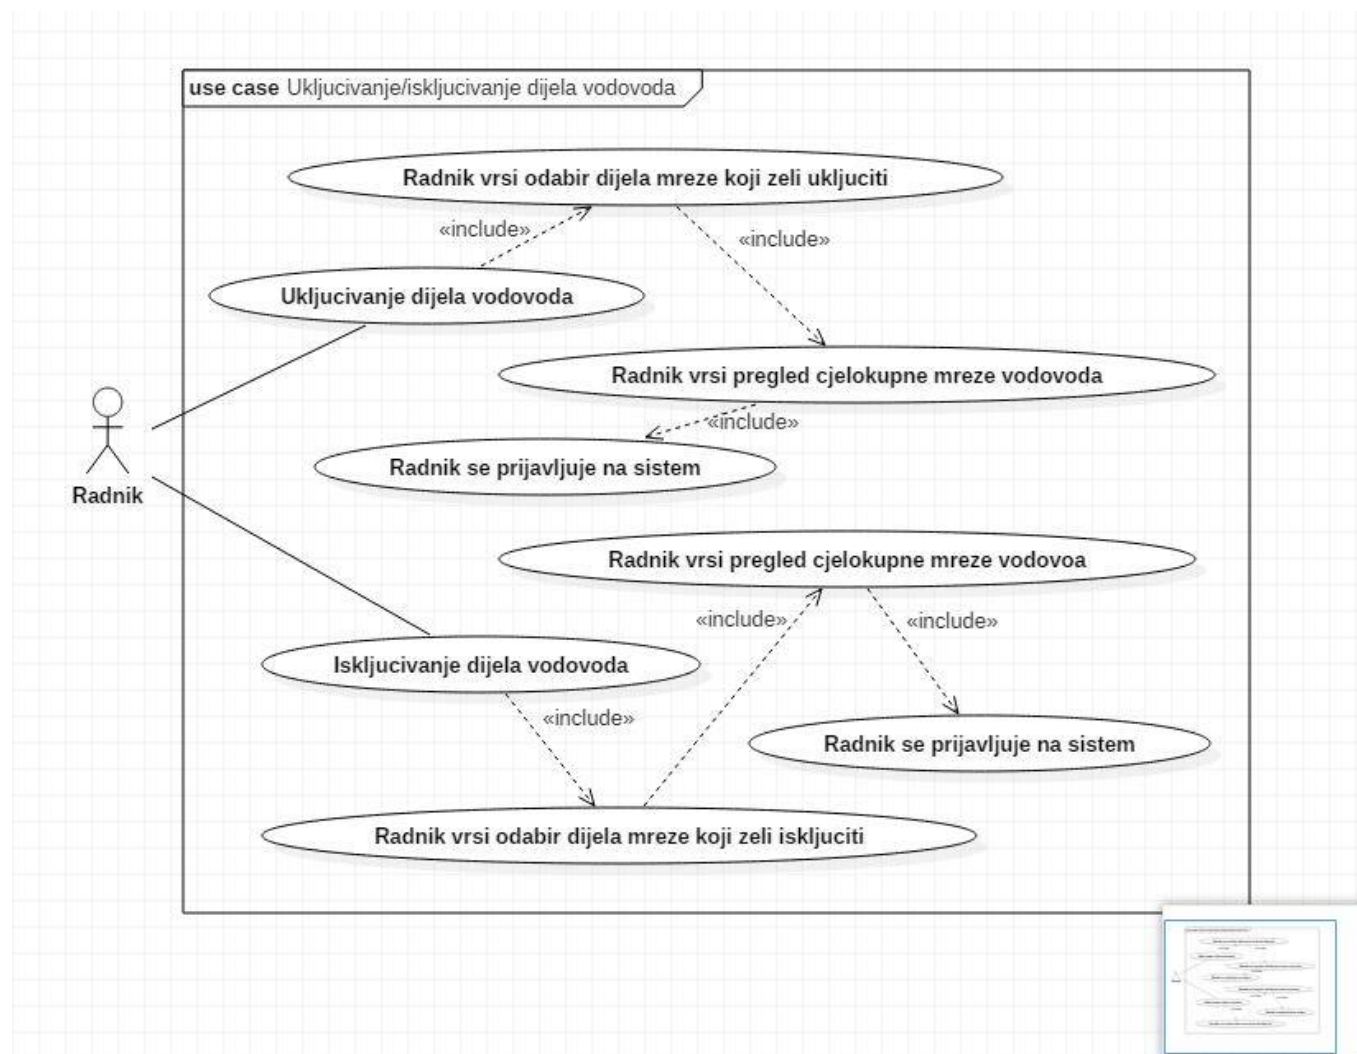 use case Ukljucivanje/iskljucivanje dijela vodovoda
Radnik vrsi odabir dijela mreze koji zeli ukljuciti
«include»
«include»
Ukljucivanje dijela vodovoda
Radnik vrsi pregled cjelokupne mreze vodovoda
«include»
Radnik se prijavljuje na sistem
Radnik
Radnik vrsi pregled cjelokupne mreze vodovoa
«include»
«include»
Iskljucivanje dijela vodovoda
«include»
Radnik se prijavljuje na sistem
Radnik vrsi odabir dijela mreze koji zeli iskljuciti